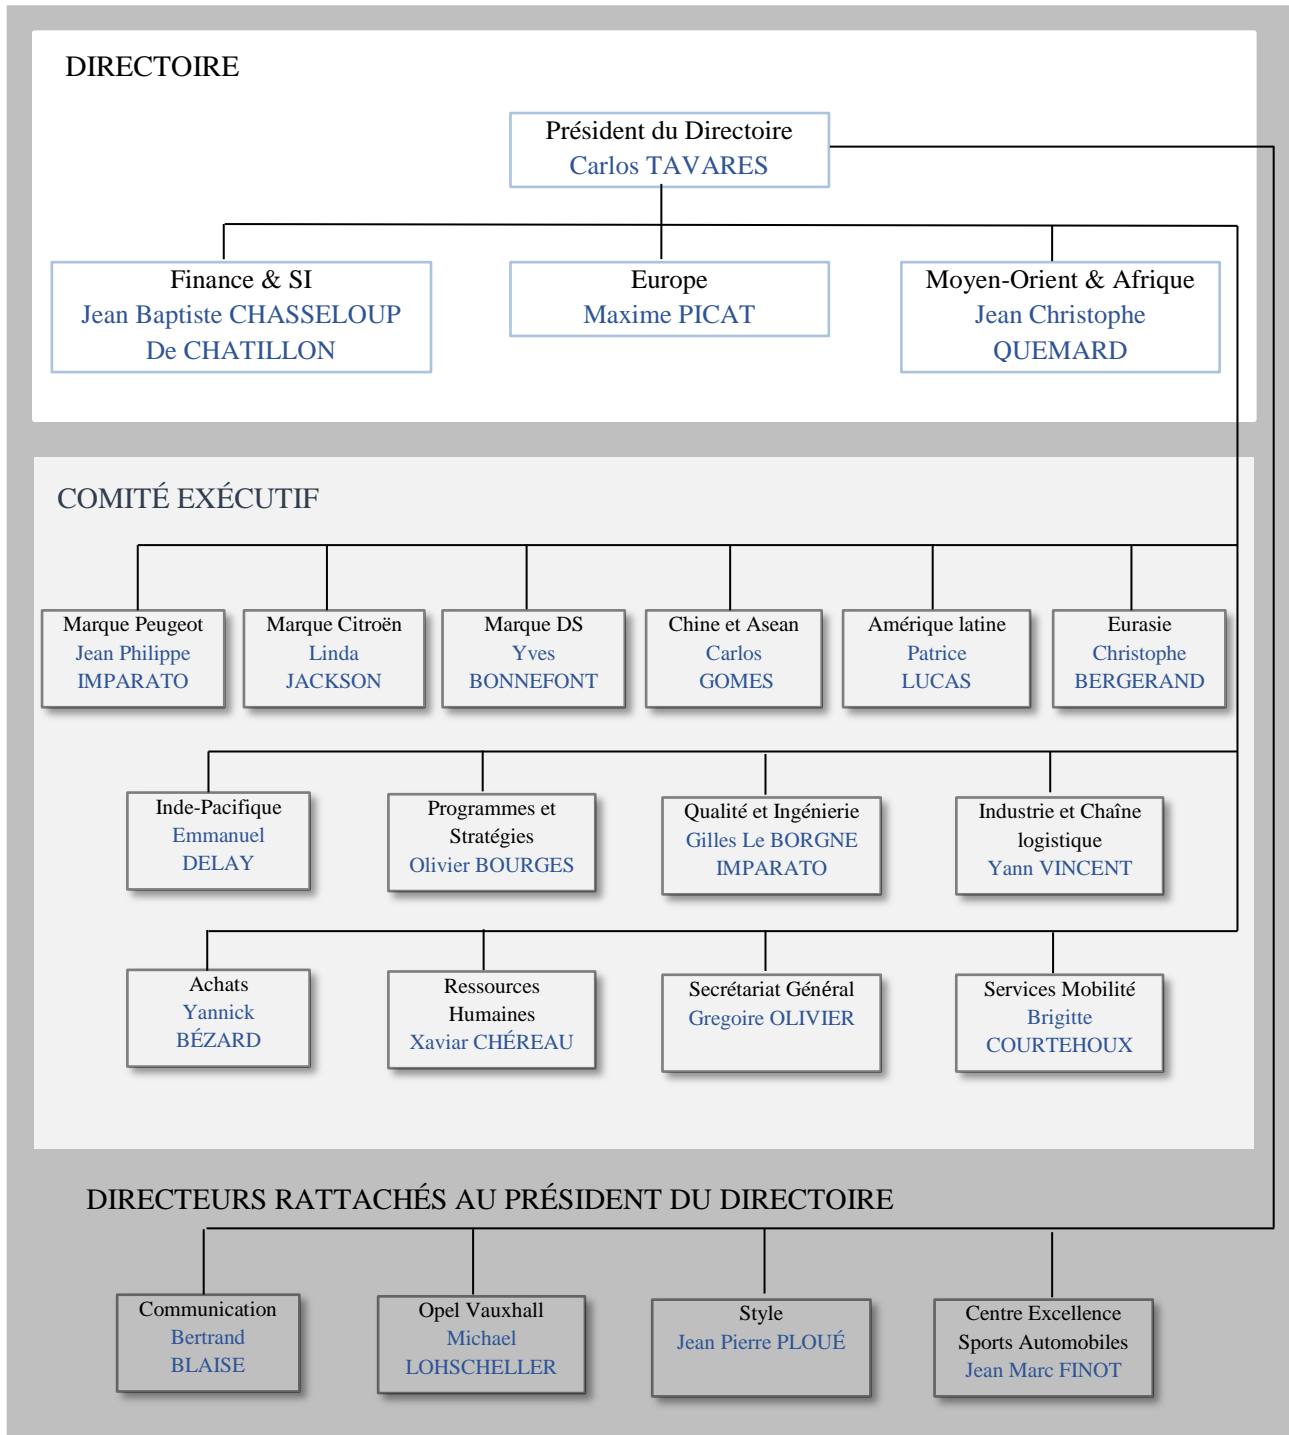 DIRECTOIRE
Président du Directoire
Carlos TAVARES
Finance & SI
Jean Baptiste CHASSELOUP
De CHATILLON
Europe
Maxime PICAT
Moyen-Orient & Afrique
Jean Christophe
QUEMARD
COMITÉ EXÉCUTIF
Marque Peugeot
Jean Philippe
IMPARATO
Marque Citroën
Linda
JACKSON
Marque DS
Yves
BONNEFONT
Chine et Asean
Carlos
GOMES
Amérique latine
Patrice
LUCAS
Eurasie
Christophe
BERGERAND
Inde-Pacifique
Emmanuel
DELAY
Programmes et
Stratégies
Olivier BOURGES
Qualité et Ingénierie
Gilles Le BORGNE
IMPARATO
Industrie et Chaîne
logistique
Yann VINCENT
Achats
Yannick
BÉZARD
Ressources
Humaines
Xaviar CHÉREAU
Secrétariat Général
Gregoire OLIVIER
Services Mobilité
Brigitte
COURTEHOUX
DIRECTEURS RATTACHÉS AU PRÉSIDENT DU DIRECTOIRE
Communication
Bertrand
BLAISE
Opel Vauxhall
Michael
LOHSCHELLER
Style
Jean Pierre PLOUÉ
Centre Excellence
Sports Automobiles
Jean Marc FINOT